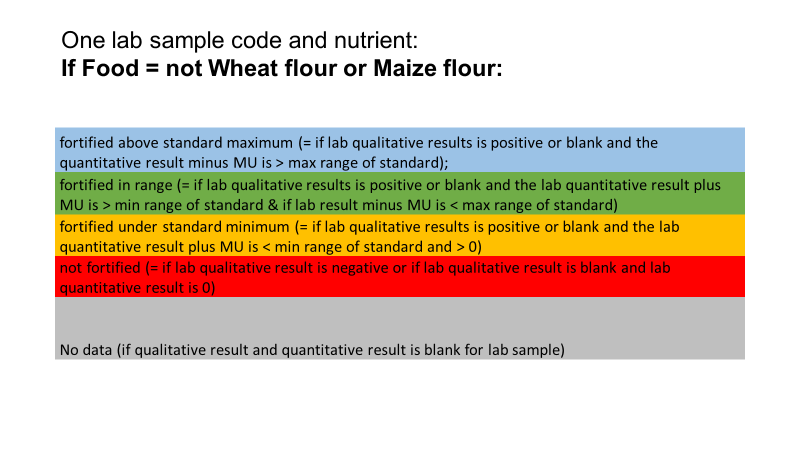 One lab sample code and nutrient:
If Food = not Wheat flour or Maize flour:
fortified above standard maximum (= if lab qualitative results is positive or blank and the
quantitative result minus MU is > max range of standard);
fortified in range (= if lab qualitative results is positive or blank and the lab quantitative result plus
MU is > min range of standard & if lab result minus MU is < max range of standard)
fortified under standard minimum (= if lab qualitative results is positive or blank and the lab
quantitative result plus MU is < min range of standard and > 0)
not fortified (= if lab qualitative result is negative or if lab qualitative result is blank and lab
quantitative result is 0)
No data (if qualitative result and quantitative result is blank for lab sample)